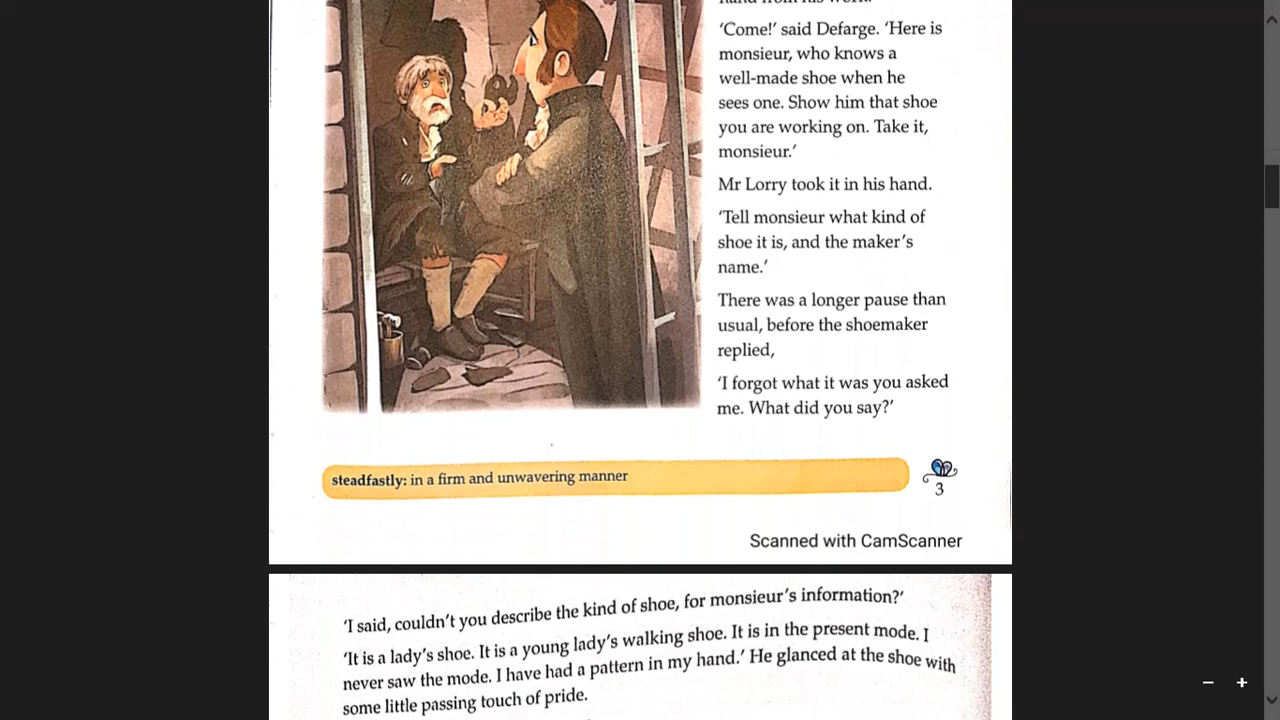 'Come!' said Defarge. 'Here is
monsieur, who knows a
well-made shoe when he
sees one. Show him that shoe
you are working on. Take it,
monsieur.'
Mr Lorry took it in his hand.
'Tell monsieur what kind of
shoe it is, and the maker's
name.'
There was a longer pause than
usual, before the shoemaker
replied,
'I forgot what it was you asked
me. What did you say?'
steadfastly: in a firm and unwavering manner
3
Scanned with CamScanner
'I said, couldn't you describe the kind of shoe, for monsieur's information?'
'It is a lady's shoe. It is a young lady's walking shoe. It is in the present mode. I
never saw the mode. I have had a pattern in my hand.' He glanced at the shoe with
some little passing touch of pride.